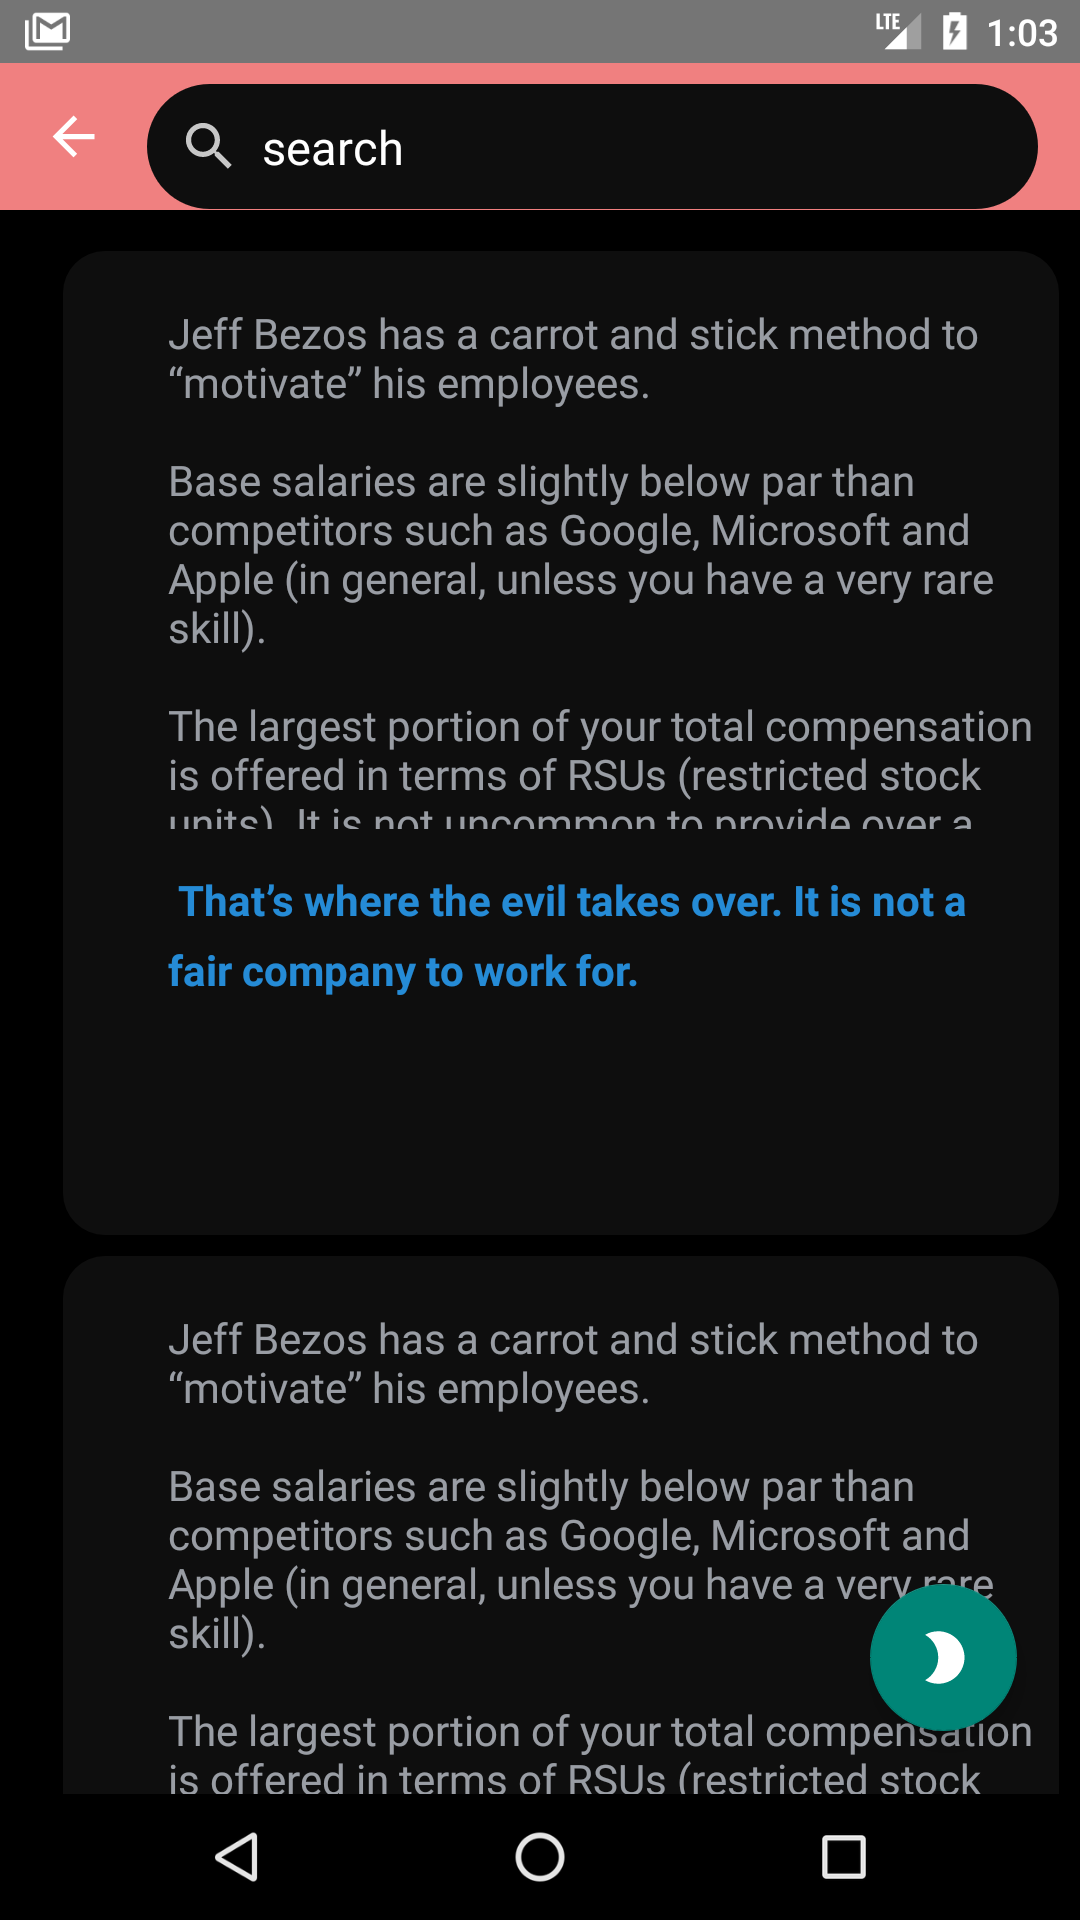 LTE 1:03
search
Jeff Bezos has a carrot and stick method to
“motivate” his employees.
Base salaries are slightly below par than
competitors such as Google, Microsoft and
Apple (in general, unless you have a very rare
skill).
The largest portion of your total compensation
is offered in terms of RSUs (restricted stock
units). It is not uncommon to provide over a
That’s where the evil takes over. It is not a
fair company to work for.
Jeff Bezos has a carrot and stick method to
“motivate” his employees.
Base salaries are slightly below par than
competitors such as Google, Microsoft and
Apple (in general, unless you have a very rare
skill).
The largest portion of your total compensation
is offered in terms of RSUs (restricted stock